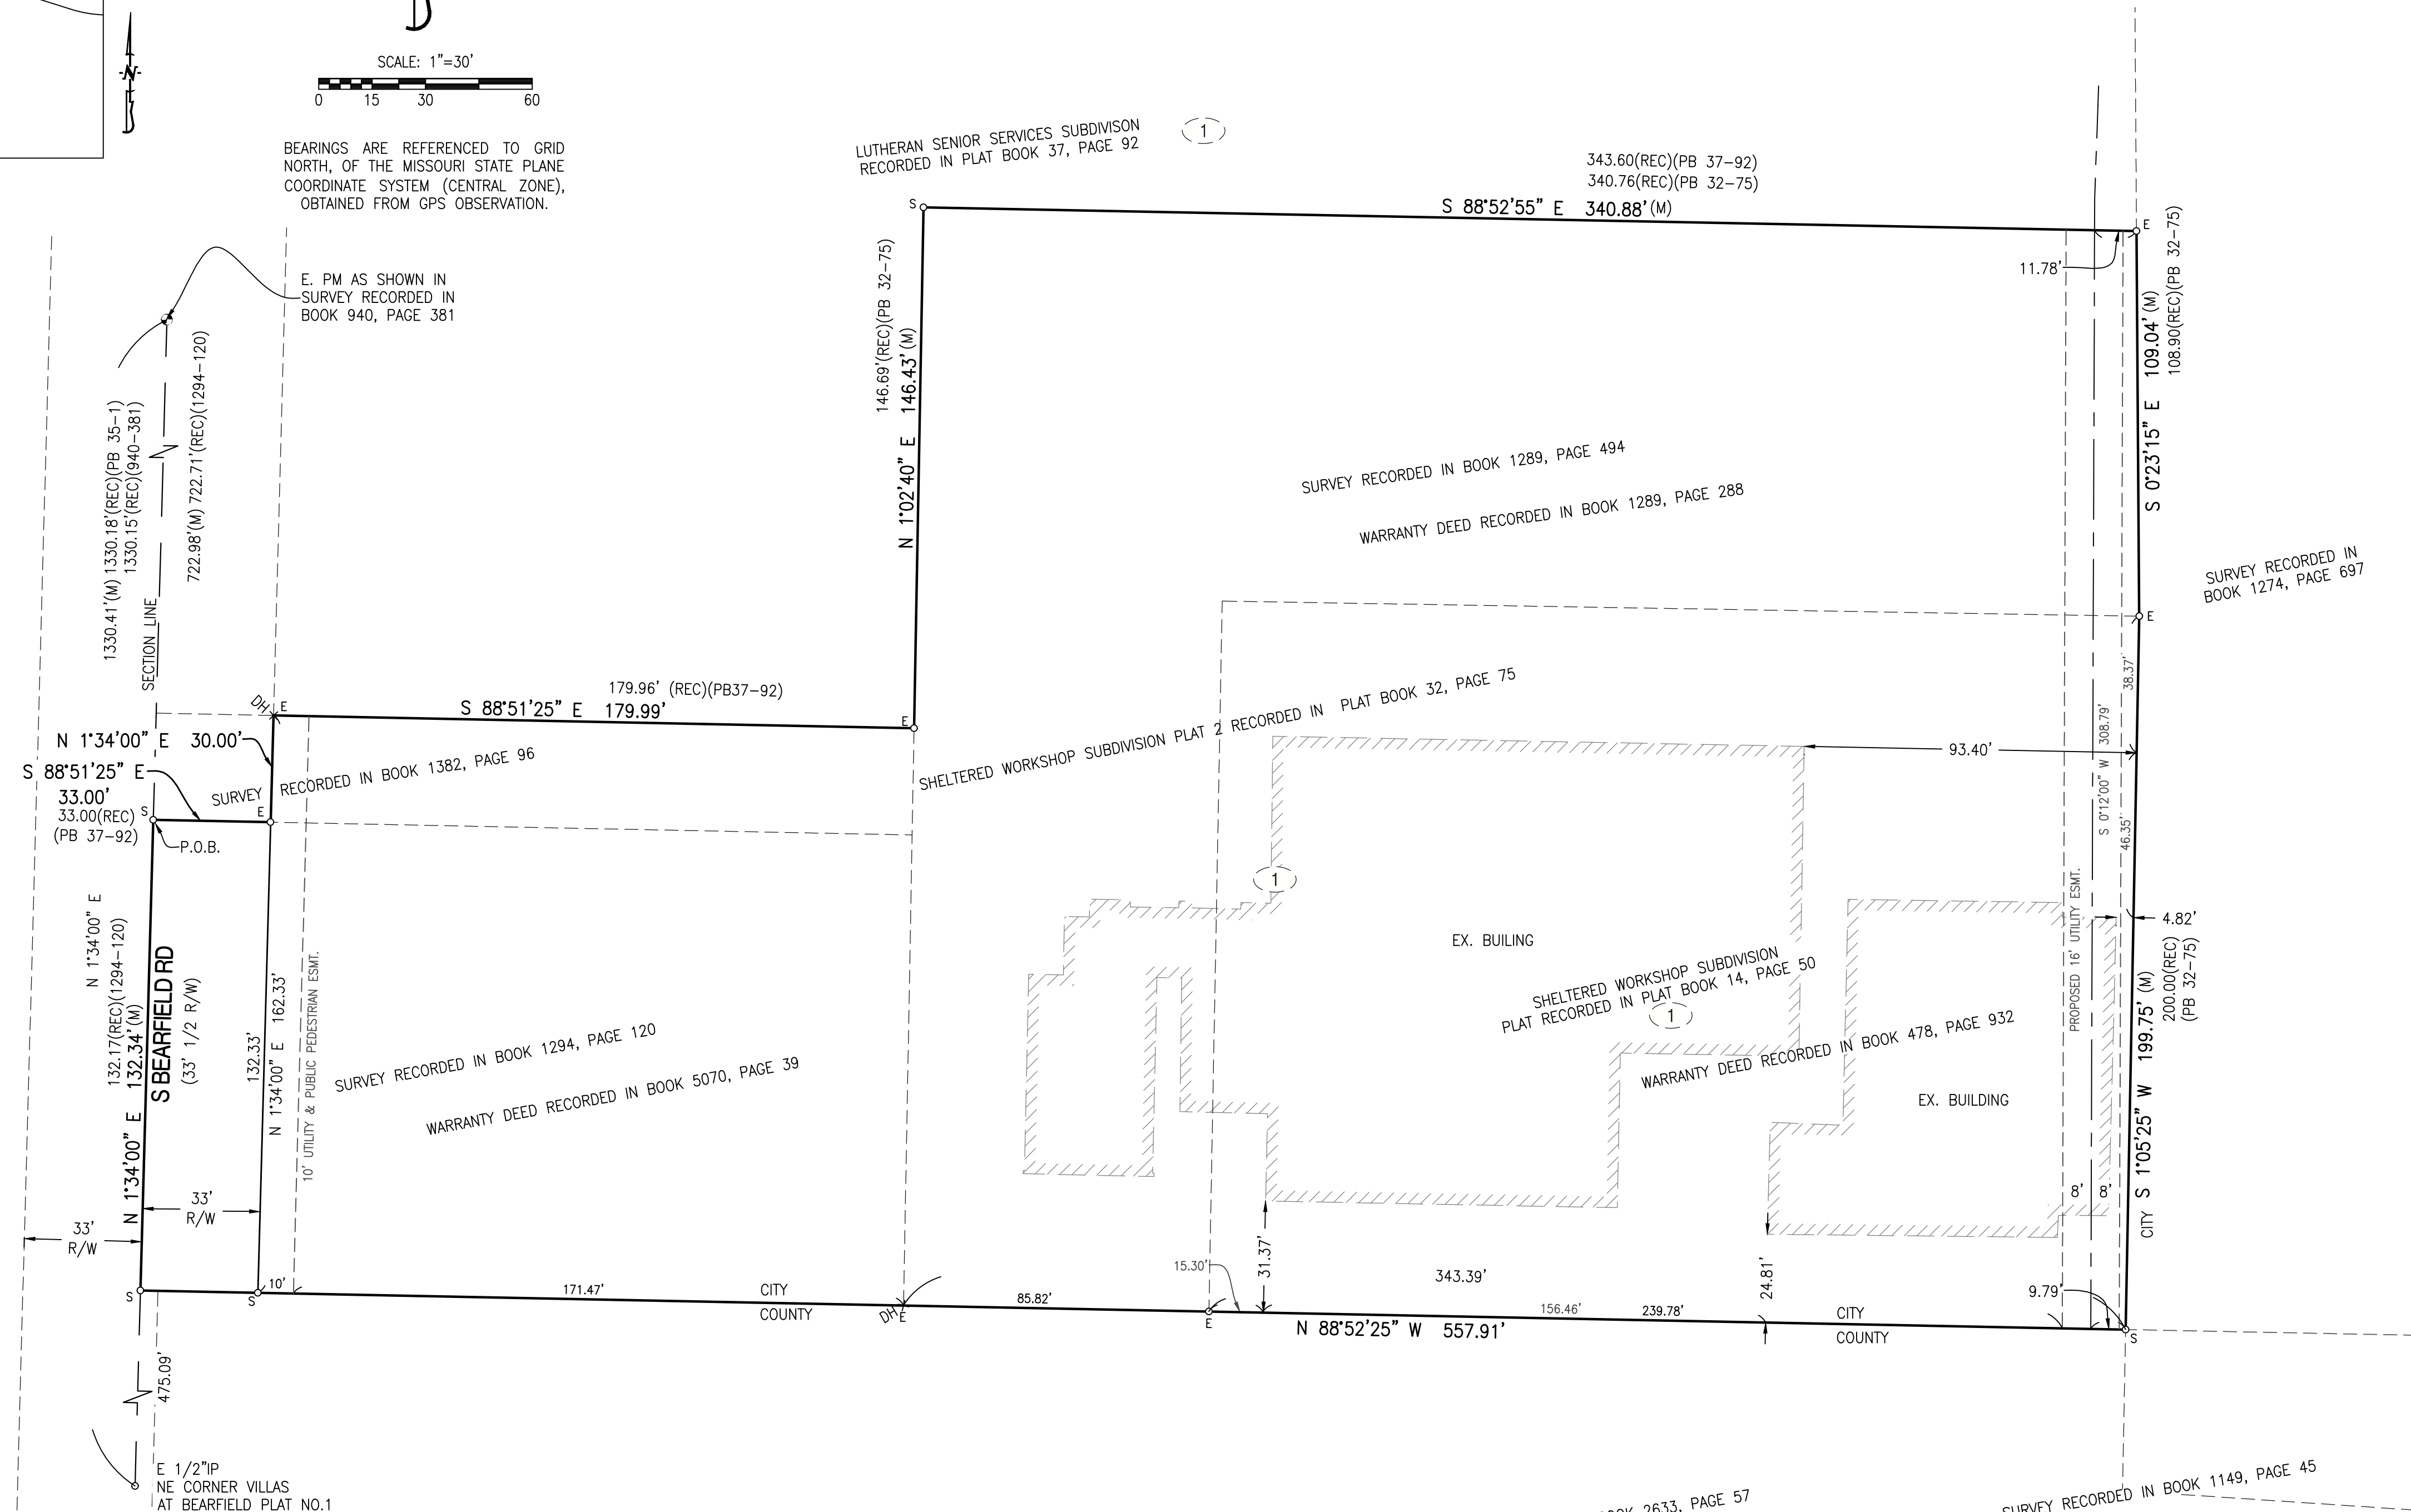 SCALE: 1"=30'
0 15 30 60
N
BEARINGS ARE REFERENCED TO GRID
NORTH, OF THE MISSOURI STATE PLANE
COORDINATE SYSTEM (CENTRAL ZONE),
OBTAINED FROM GPS OBSERVATION.
LUTHERAN SENIOR SERVICES SUBDIVISON
RECORDED IN PLAT BOOK 37, PAGE 92
1
343.60(REC)(PB 37-92)
340.76(REC)(PB 32-75)
S 88°52'55" E 340.88'(M)
S
E
11.78'
108.90(REC)(PB 32-75)
S 0°23'15" E 109.04'(M)
146.69'(REC)(PB 32-75)
N 1°02'40" E 146.43'(M)
E. PM AS SHOWN IN
SURVEY RECORDED IN
BOOK 940, PAGE 381
1330.41'(M) 1330.18'(REC)(PB 35-1)
1330.15'(REC)(940-381)
SECTION LINE
722.98'(M) 722.71'(REC)(1294-120)
SURVEY RECORDED IN BOOK 1289, PAGE 494
WARRANTY DEED RECORDED IN BOOK 1289, PAGE 288
SURVEY RECORDED IN
BOOK 1274, PAGE 697
E
38.37'
DH
E
179.96' (REC)(PB37-92)
S 88°51'25" E 179.99'
E
N 1°34'00" E 30.00'
S 88°51'25" E
33.00'
33.00(REC)
(PB 37-92)
S
E
P.O.B.
SURVEY RECORDED IN BOOK 1382, PAGE 96
SHELTERED WORKSHOP SUBDIVISION PLAT 2 RECORDED IN PLAT BOOK 32, PAGE 75
93.40'
S 0°12'00" W 308.79'
46.35'
1
EX. BUILING
PROPOSED 16' UTILITY ESMT.
4.82'
200.00(REC)
(PB 32-75)
CITY S 1°05'25" W 199.75' (M)
SHELTERED WORKSHOP SUBDIVISION
PLAT RECORDED IN PLAT BOOK 14, PAGE 50
1
WARRANTY DEED RECORDED IN BOOK 478, PAGE 932
EX. BUILDING
8' 8'
N 1°34'00" E
132.17(REC)(1294-120)
N 1°34'00" E 132.34'(M)
S BEARFIELD RD
(33' 1/2 R/W)
132.33'
N 1°34'00" E 162.33'
10' UTILITY & PUBLIC PEDESTRIAN ESMT.
SURVEY RECORDED IN BOOK 1294, PAGE 120
WARRANTY DEED RECORDED IN BOOK 5070, PAGE 39
33'
R/W
33'
R/W
S
S
10'
171.47'
CITY
COUNTY
DH
E
85.82'
15.30'
E
31.37'
343.39'
N 88°52'25" W 557.91'
156.46'
239.78'
24.81'
CITY
COUNTY
9.79'
S
475.09'
E 1/2"IP
NE CORNER VILLAS
AT BEARFIELD PLAT NO.1
2633, PAGE 57
SURVEY RECORDED IN BOOK 1149, PAGE 45